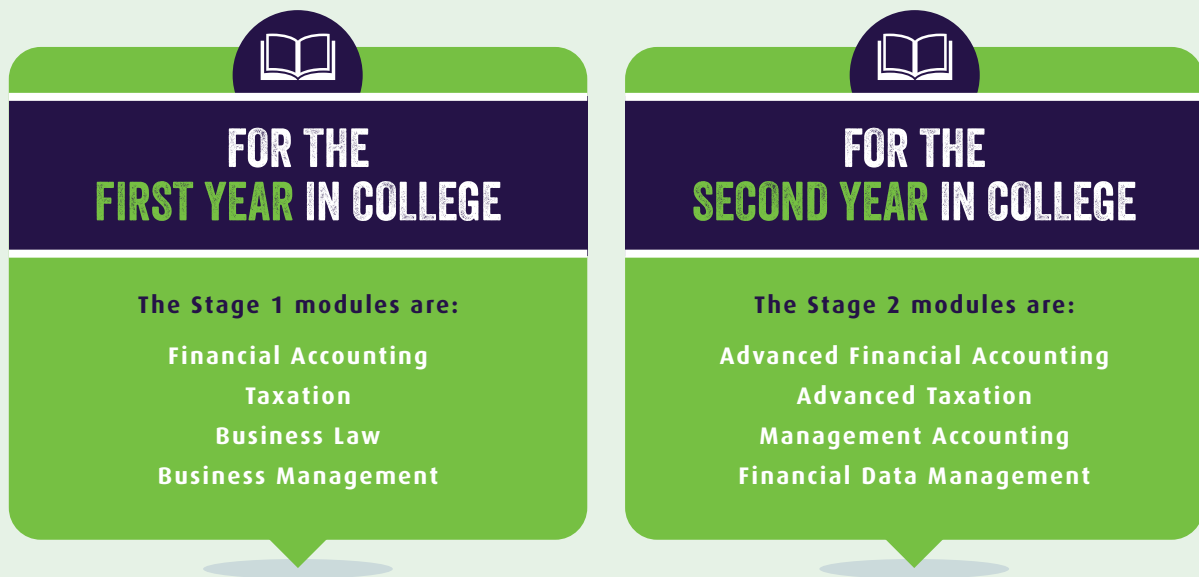 FOR THE
FIRST YEAR IN COLLEGE
The Stage 1 modules are:
Financial Accounting
Taxation
Business Law
Business Management
FOR THE
SECOND YEAR IN COLLEGE
The Stage 2 modules are:
Advanced Financial Accounting
Advanced Taxation
Management Accounting
Financial Data Management